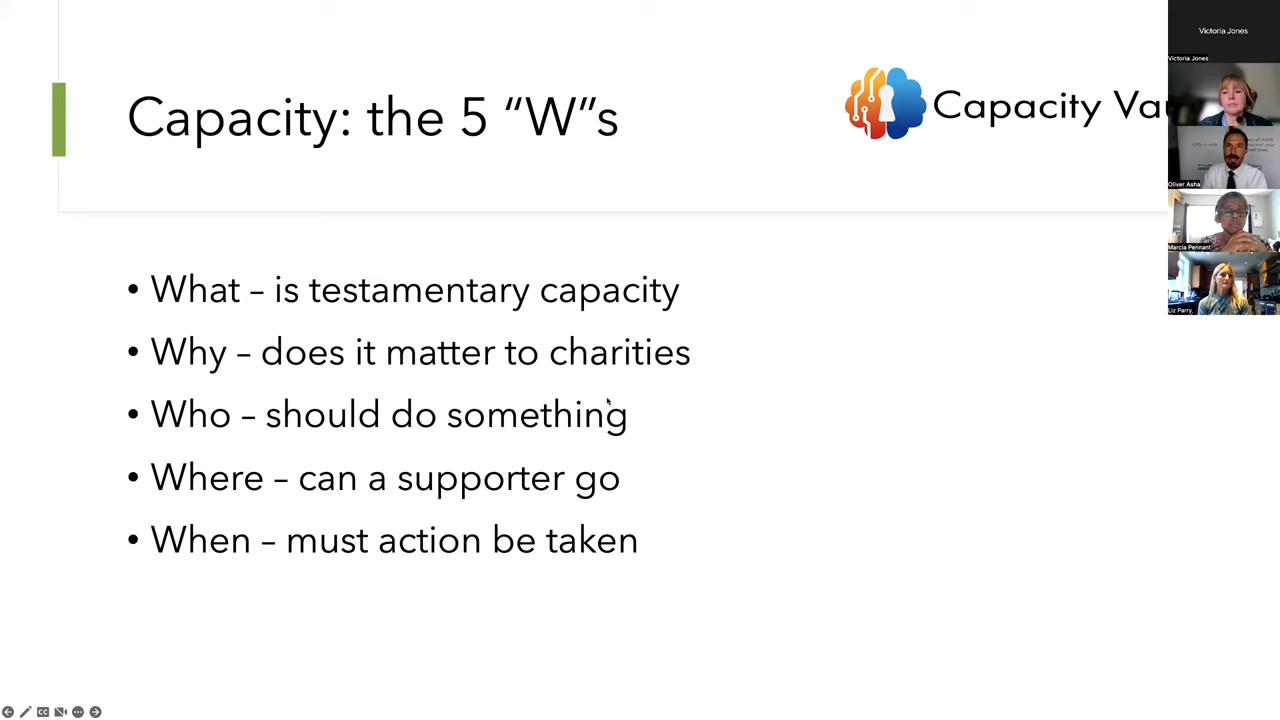 Capacity: the 5 “W”s
Capacity Vau
• What – is testamentary capacity
• Why – does it matter to charities
• Who – should do something
• Where – can a supporter go
• When – must action be taken
Victoria Jones
Victoria Jones
Oliver Asha
Marcia Pennant
Liz Parry